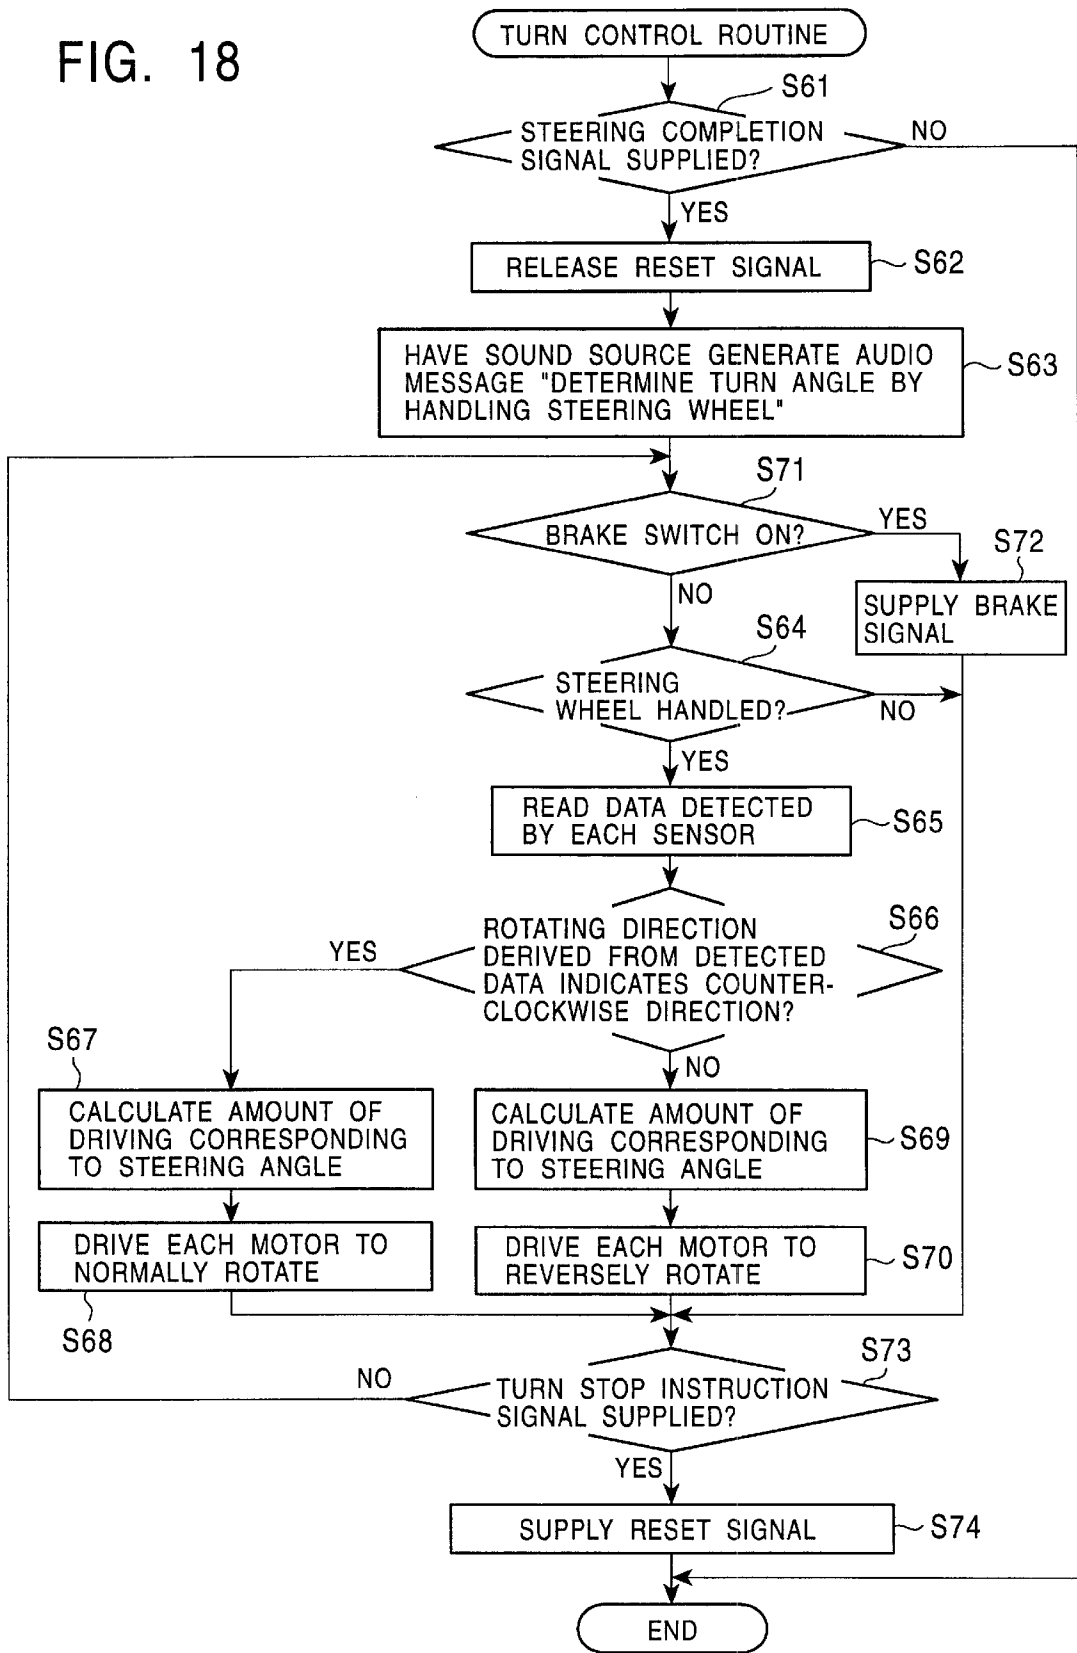 FIG. 18
TURN CONTROL ROUTINE
S61
STEERING COMPLETION
SIGNAL SUPPLIED?
NO
YES
RELEASE RESET SIGNAL
S62
HAVE SOUND SOURCE GENERATE AUDIO
MESSAGE "DETERMINE TURN ANGLE BY
HANDLING STEERING WHEEL"
S63
S71
BRAKE SWITCH ON?
YES
S72
NO
SUPPLY BRAKE
SIGNAL
S64
STEERING
WHEEL HANDLED?
NO
YES
READ DATA DETECTED
BY EACH SENSOR
S65
S66
ROTATING DIRECTION
DERIVED FROM DETECTED
DATA INDICATES COUNTER-
CLOCKWISE DIRECTION?
YES
NO
S67
CALCULATE AMOUNT OF
DRIVING CORRESPONDING
TO STEERING ANGLE
CALCULATE AMOUNT OF
DRIVING CORRESPONDING
TO STEERING ANGLE
S69
DRIVE EACH MOTOR TO
NORMALLY ROTATE
S68
DRIVE EACH MOTOR TO
REVERSELY ROTATE
S70
S73
NO
TURN STOP INSTRUCTION
SIGNAL SUPPLIED?
YES
SUPPLY RESET SIGNAL
S74
END